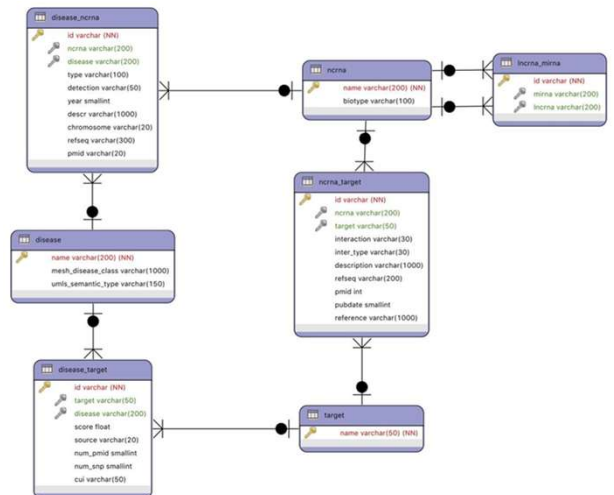 disease_ncrna
id varchar (NN)
ncrna varchar(200)
disease varchar(200)
type varchar(100)
detection varchar(50)
year smallint
descr varchar(1000)
chromosome varchar(20)
refseq varchar(300)
pmid varchar(20)
ncrna
name varchar(200) (NN)
biotype varchar(100)
lncrna_mirna
id varchar (NN)
mirna varchar(200)
lncrna varchar(200)
ncrna_target
id varchar (NN)
ncrna varchar(200)
target varchar(50)
interaction varchar(30)
inter_type varchar(30)
description varchar(1000)
refseq varchar(200)
pmid int
pubdate smallint
reference varchar(1000)
disease
name varchar(200) (NN)
mesh_disease_class varchar(1000)
umls_semantic_type varchar(150)
disease_target
id varchar (NN)
target varchar(50)
disease varchar(200)
score float
source varchar(20)
num_pmid smallint
num_snp smallint
cui varchar(50)
target
name varchar(50) (NN)